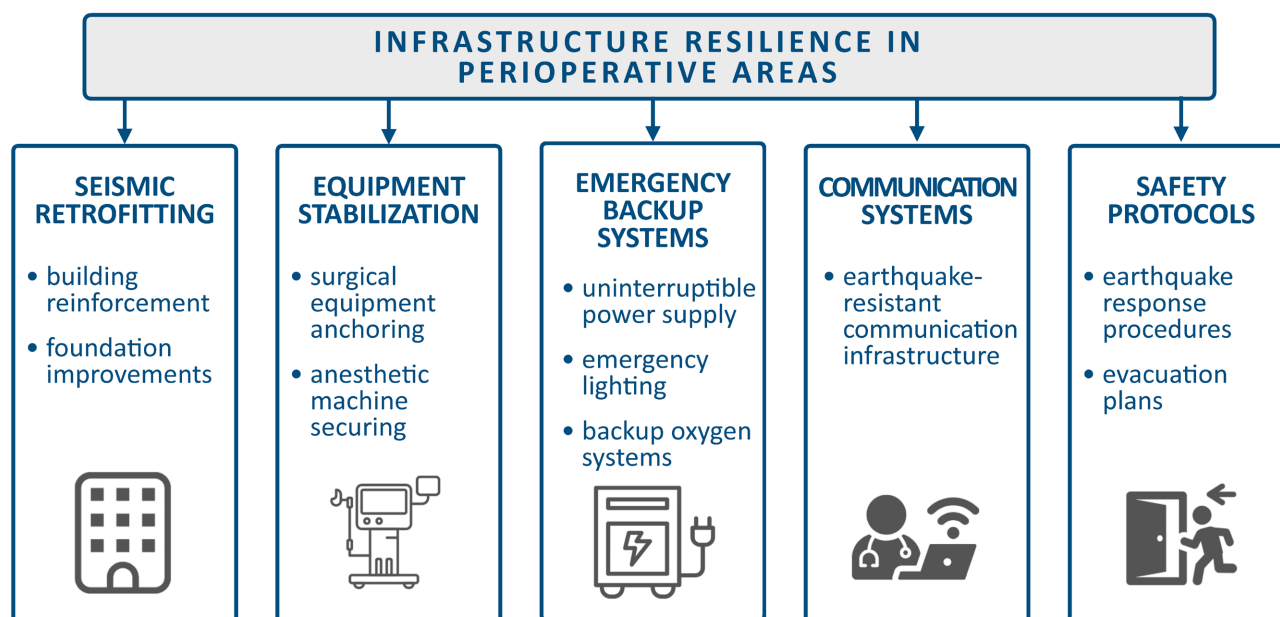 INFRASTRUCTURE RESILIENCE IN
PERIOPERATIVE AREAS
SEISMIC
RETROFITTING
• building
reinforcement
• foundation
improvements
EQUIPMENT
STABILIZATION
• surgical
equipment
anchoring
• anesthetic
machine
securing
EMERGENCY
BACKUP
SYSTEMS
• uninterruptible
power supply
• emergency
lighting
• backup oxygen
systems
COMMUNICATION
SYSTEMS
• earthquake-
resistant
communication
infrastructure
SAFETY
PROTOCOLS
• earthquake
response
procedures
• evacuation
plans